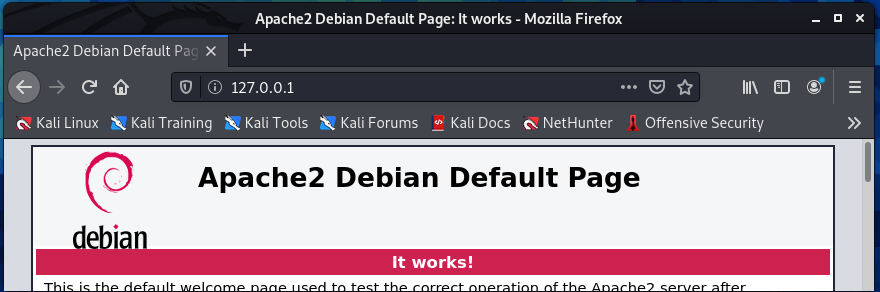 Apache2 Debian Default Page: It works - Mozilla Firefox
Apache2 Debian Default Pag
127.0.0.1
Kali Linux Kali Training Kali Tools Kali Forums Kali Docs NetHunter Offensive Security
Apache2 Debian Default Page
debian
It works!
This is the default welcome page used to test the correct operation of the Apache2 server after